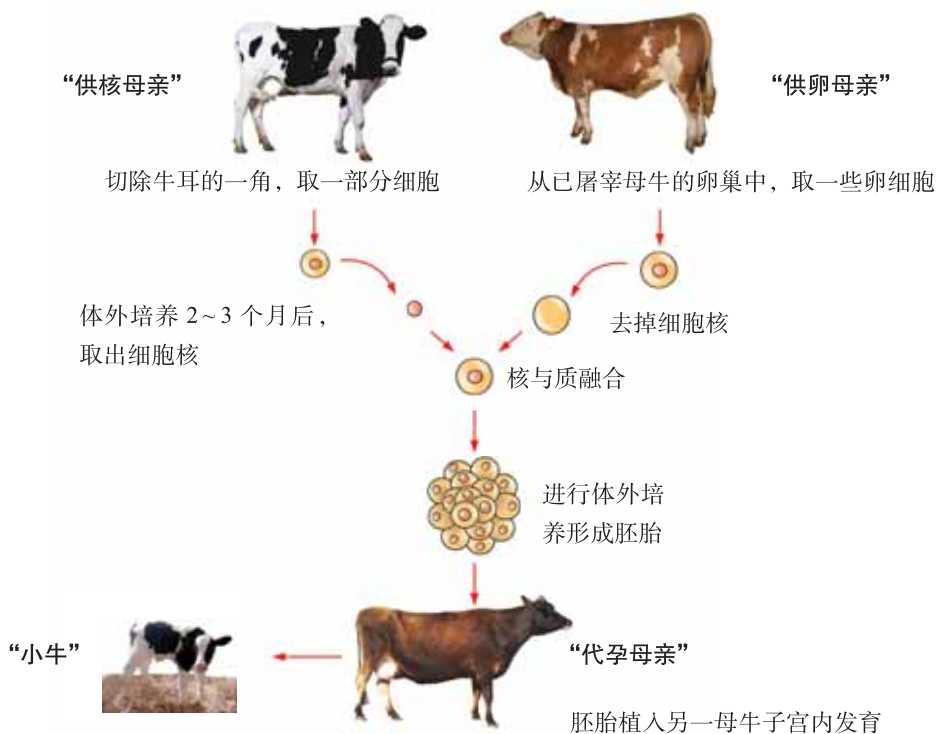 “供核母亲”
“供卵母亲”
切除牛耳的一角，取一部分细胞
从已屠宰母牛的卵巢中，取一些卵细胞
体外培养 2~3 个月后，
取出细胞核
去掉细胞核
核与质融合
进行体外培
养形成胚胎
“小牛”
“代孕母亲”
胚胎植入另一母牛子宫内发育